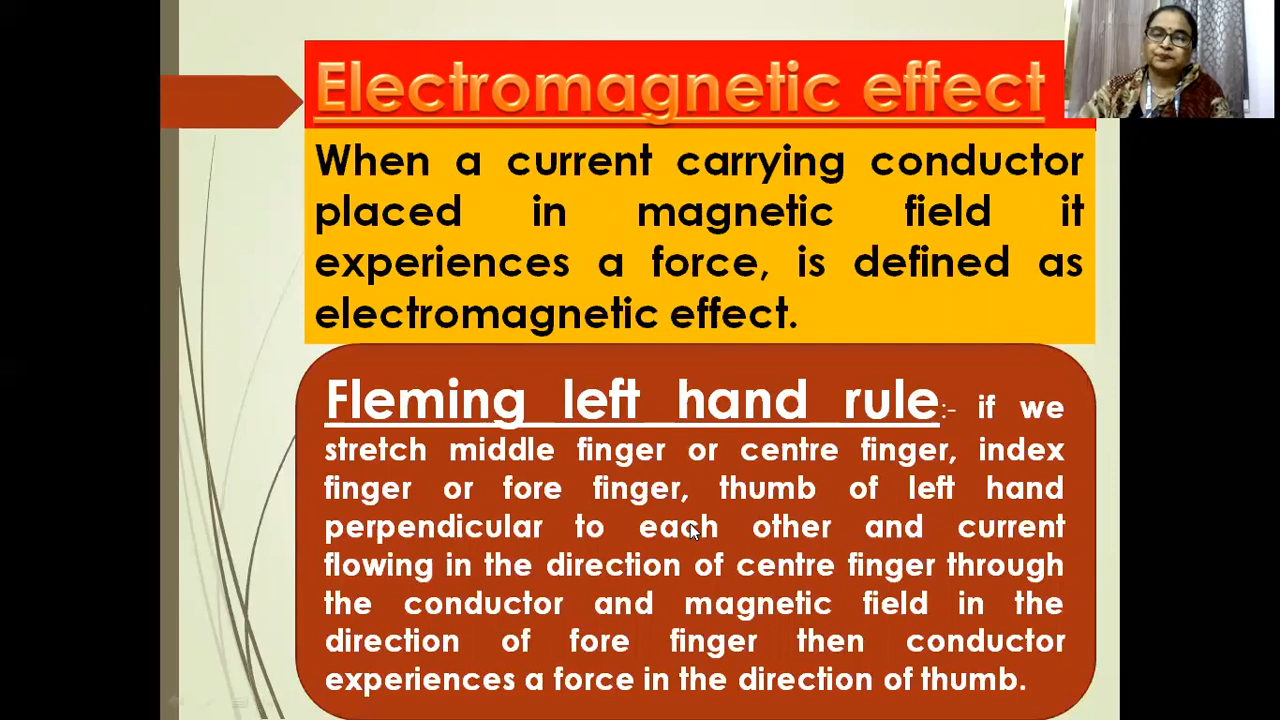 Electromagnetic effect
When a current carrying conductor
placed in magnetic field it
experiences a force, is defined as
electromagnetic effect.
Fleming left hand rule:- if we
stretch middle finger or centre finger, index
finger or fore finger, thumb of left hand
perpendicular to each other and current
flowing in the direction of centre finger through
the conductor and magnetic field in the
direction of fore finger then conductor
experiences a force in the direction of thumb.